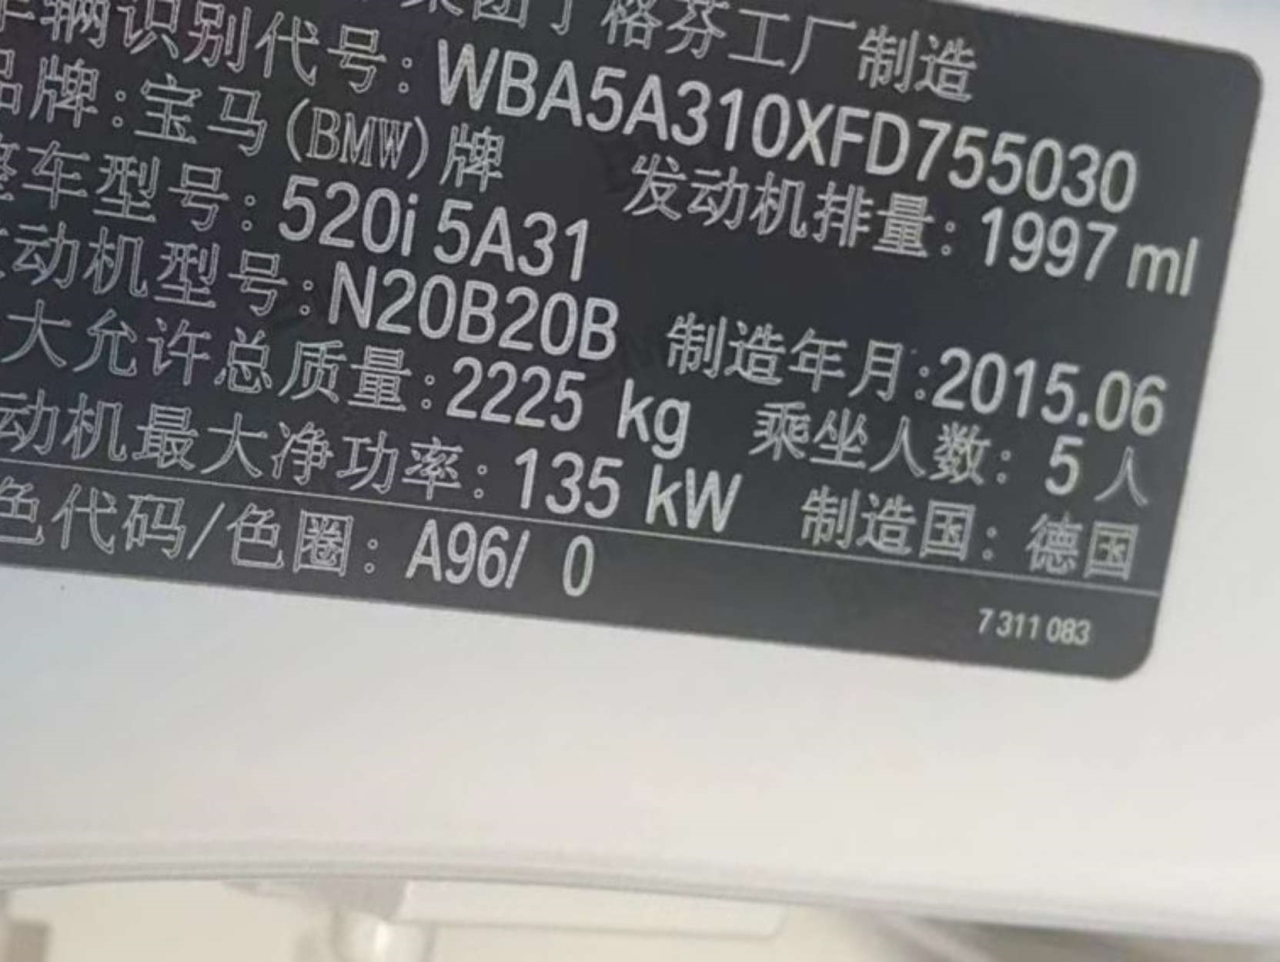 集团丁格芬工厂制造
车辆识别代号: WBA5A310XFD755030
品牌: 宝马(BMW)牌
整车型号: 520i 5A31 发动机排量: 1997 ml
发动机型号: N20B20B
大允许总质量: 2225 kg 制造年月: 2015.06
动机最大净功率: 135 kW 乘坐人数: 5 人
色代码/色圈: A96/ 0 制造国: 德国
7 311 083